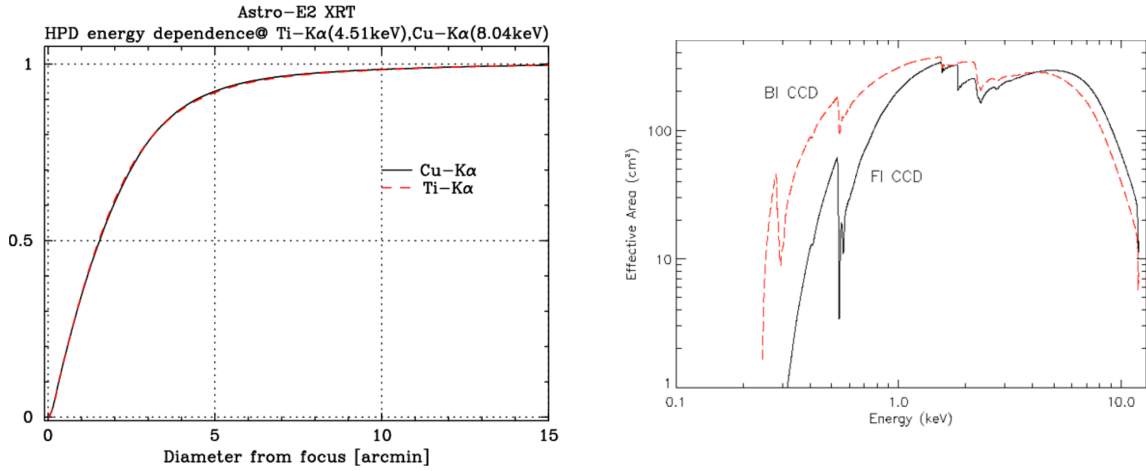 Astro-E2 XRT
HPD energy dependence@ Ti-Kα(4.51keV),Cu-Kα(8.04keV)
1
0.5
0
Cu-Kα
Ti-Kα
0 5 10 15
Diameter from focus [arcmin]
Effective Area (cm²)
100
10
1
BI CCD
FI CCD
0.1 1.0 10.0
Energy (keV)